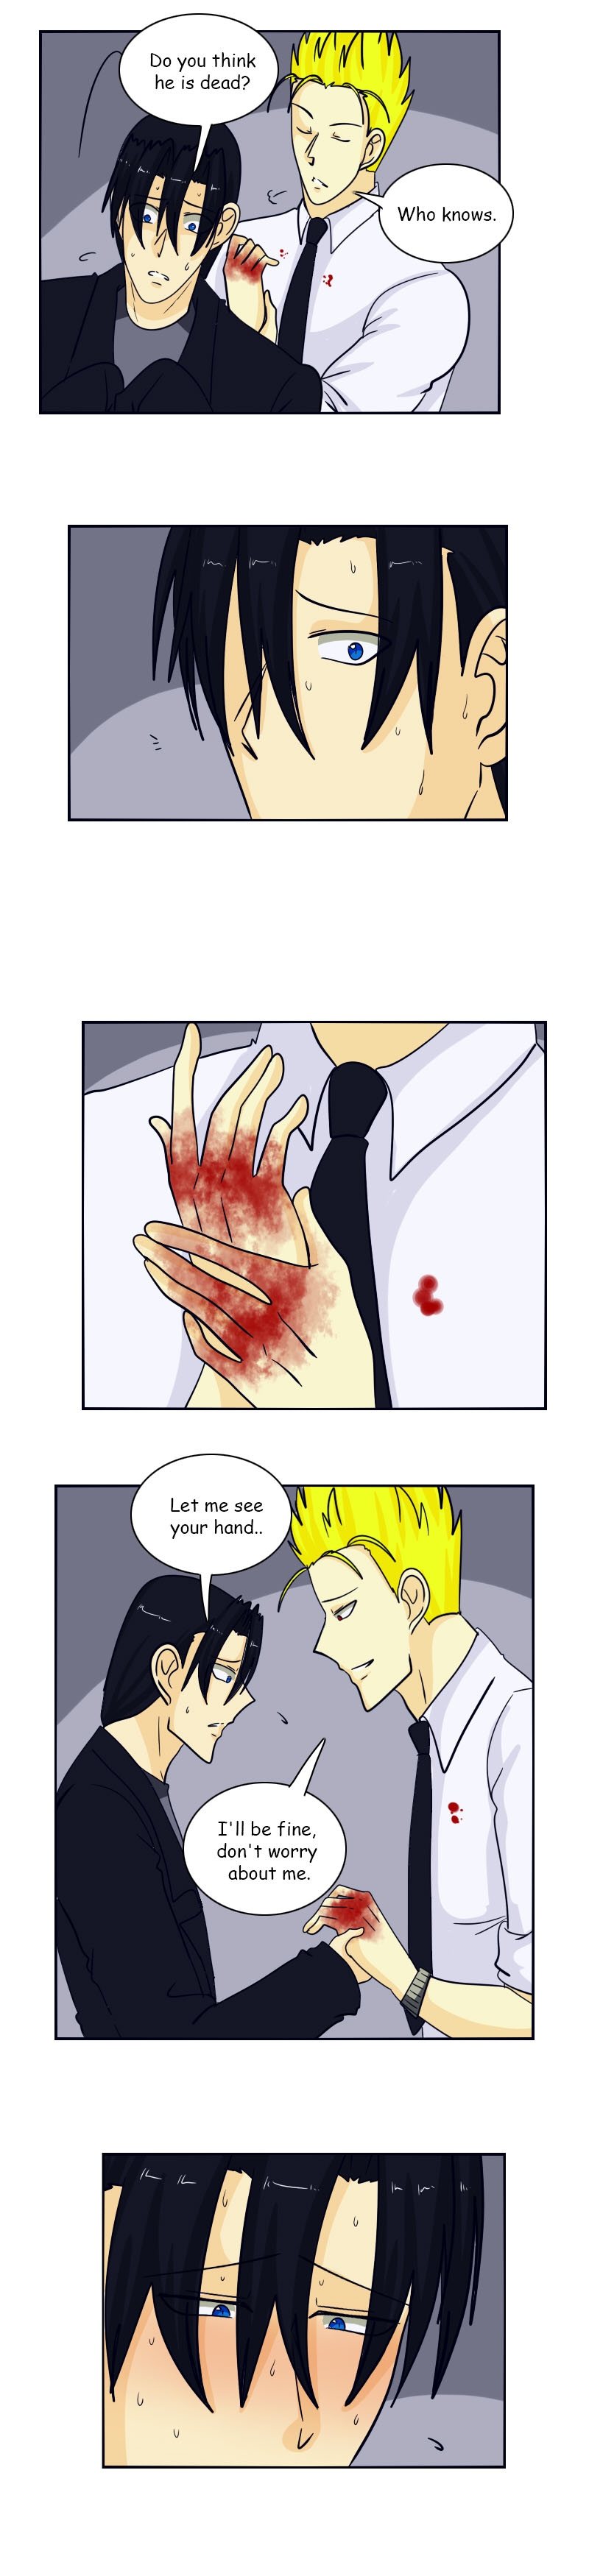 Do you think
he is dead?
Who knows.
Let me see
your hand..
I'll be fine,
don't worry
about me.